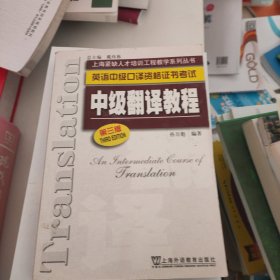 上海紧缺人才培训工程教学系列丛书
英语中级口译资格证书考试
中级翻译教程
第三版
THIRD EDITION
孙万彪 编著
An Intermediate Course of
Translation
Translation
上海外语教育出版社